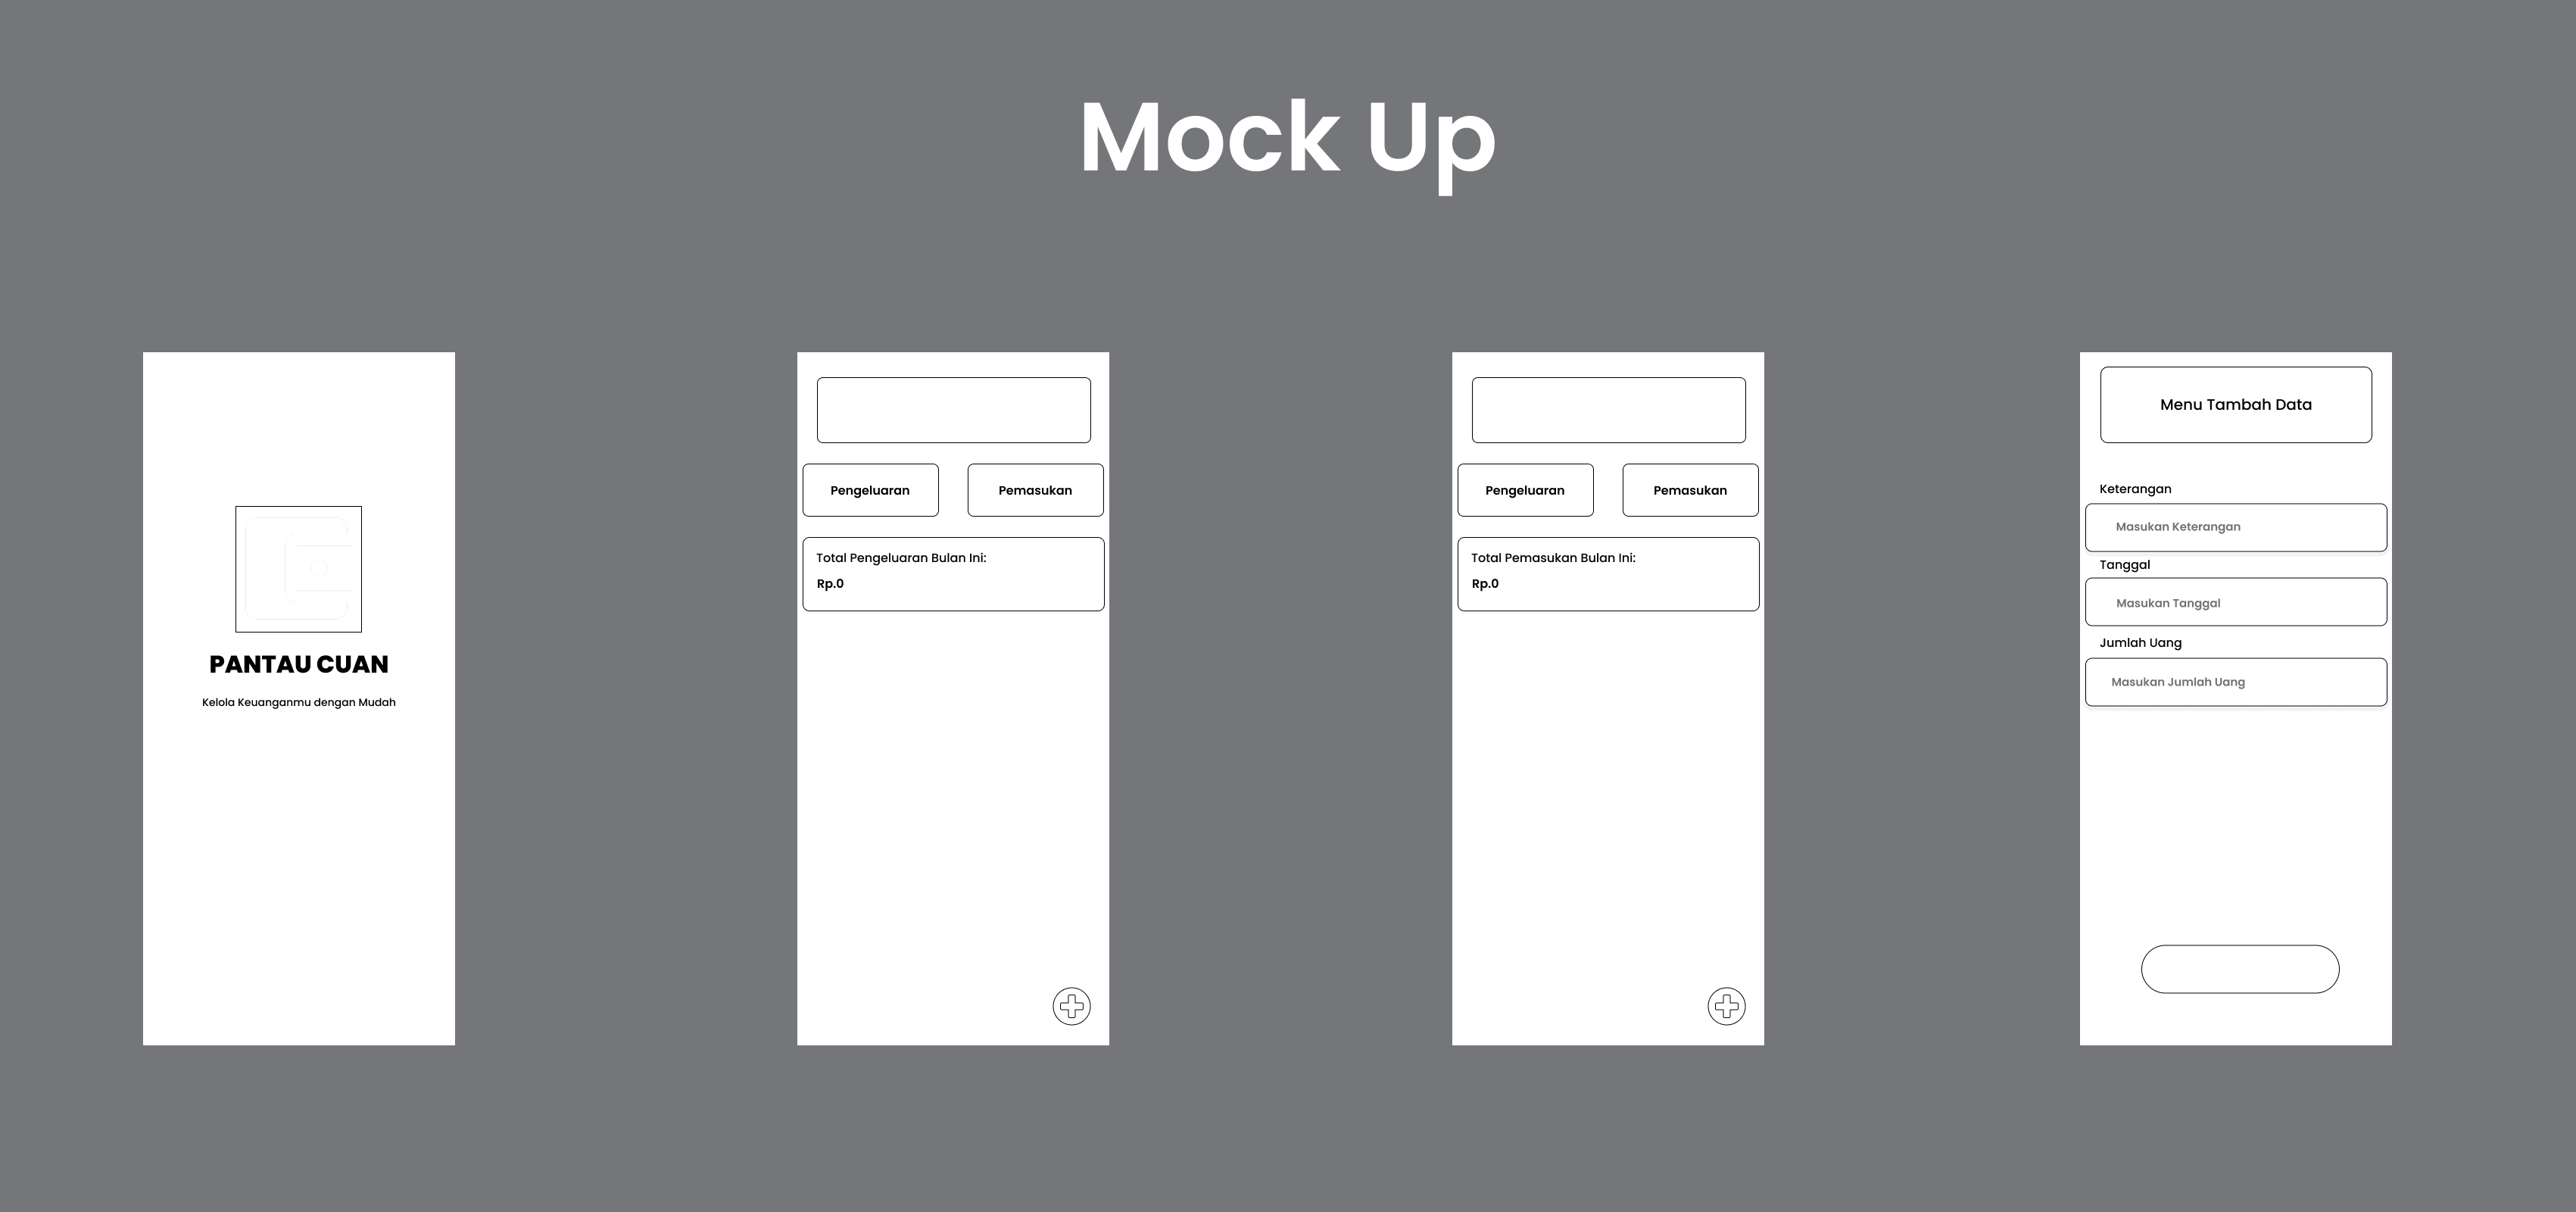 Mock Up
PANTAU CUAN
Kelola Keuanganmu dengan Mudah
Pengeluaran
Pemasukan
Total Pengeluaran Bulan Ini:
Rp.0
Pengeluaran
Pemasukan
Total Pemasukan Bulan Ini:
Rp.0
Menu Tambah Data
Keterangan
Masukan Keterangan
Tanggal
Masukan Tanggal
Jumlah Uang
Masukan Jumlah Uang